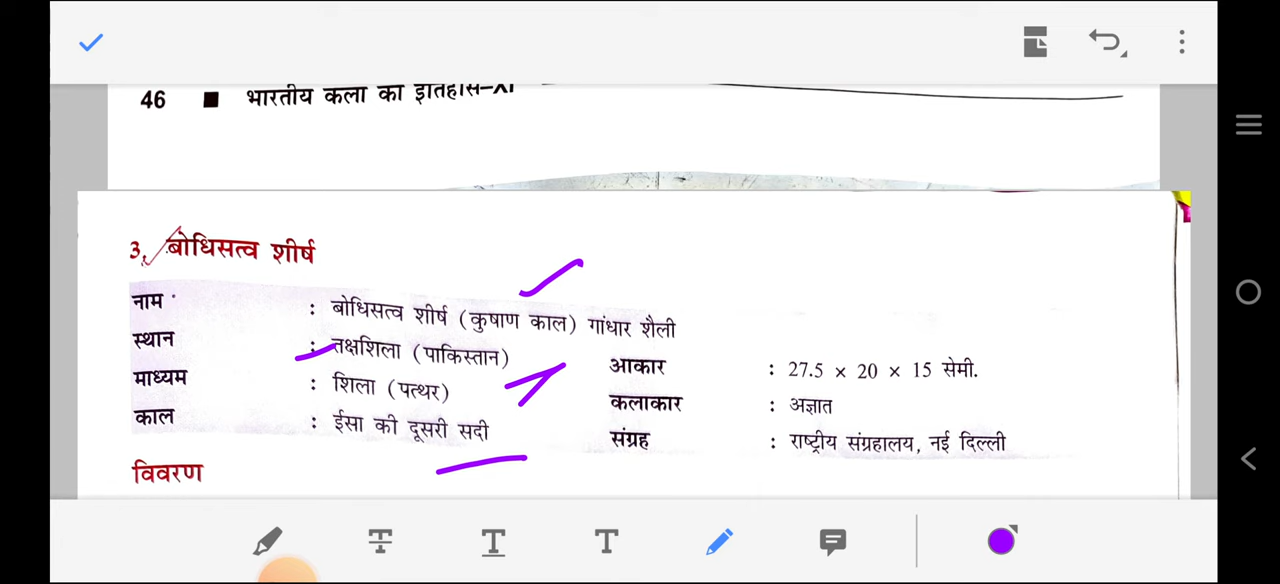 46 ■ भारतीय कला का इतिहास–XI
3. बोधिसत्व शीर्ष
नाम : बोधिसत्व शीर्ष (कुषाण काल) गांधार शैली
स्थान : तक्षशिला (पाकिस्तान)
माध्यम : शिला (पत्थर)
काल : ईसा की दूसरी सदी
आकार : 27.5 × 20 × 15 सेमी.
कलाकार : अज्ञात
संग्रह : राष्ट्रीय संग्रहालय, नई दिल्ली
विवरण
T T T